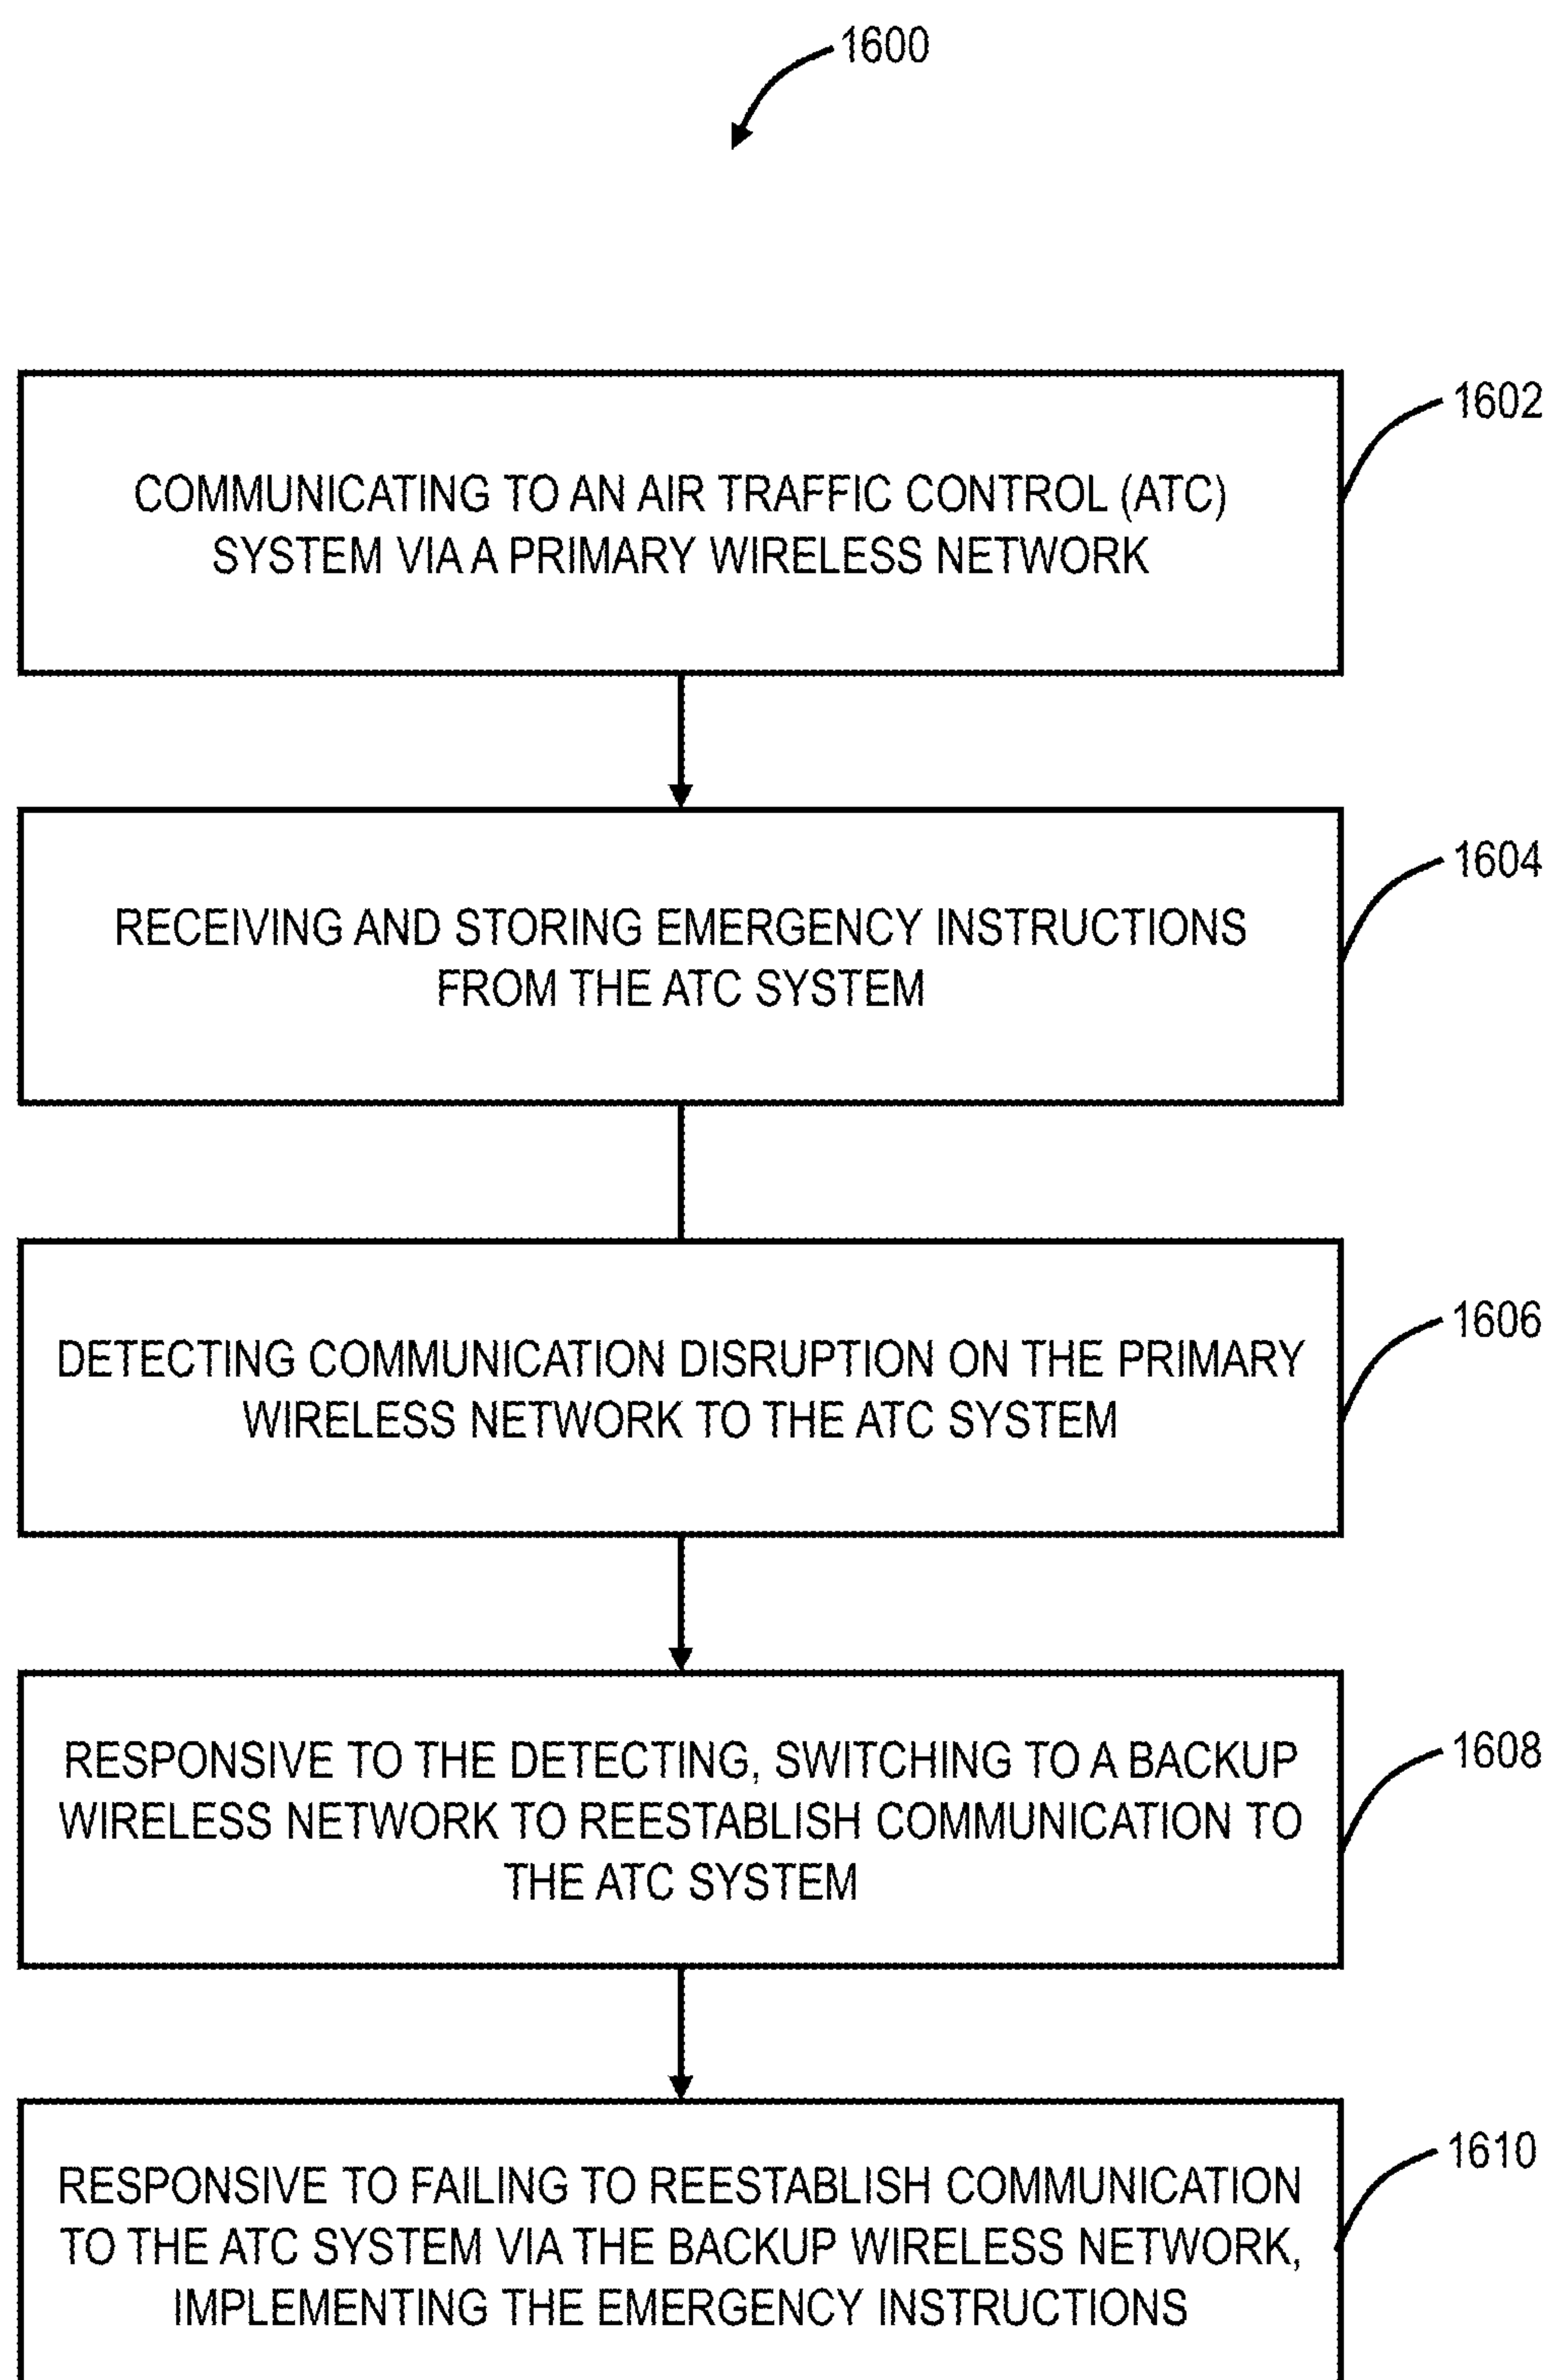 1600
1602
COMMUNICATING TO AN AIR TRAFFIC CONTROL (ATC)
SYSTEM VIA A PRIMARY WIRELESS NETWORK
1604
RECEIVING AND STORING EMERGENCY INSTRUCTIONS
FROM THE ATC SYSTEM
1606
DETECTING COMMUNICATION DISRUPTION ON THE PRIMARY
WIRELESS NETWORK TO THE ATC SYSTEM
1608
RESPONSIVE TO THE DETECTING, SWITCHING TO A BACKUP
WIRELESS NETWORK TO REESTABLISH COMMUNICATION TO
THE ATC SYSTEM
1610
RESPONSIVE TO FAILING TO REESTABLISH COMMUNICATION
TO THE ATC SYSTEM VIA THE BACKUP WIRELESS NETWORK,
IMPLEMENTING THE EMERGENCY INSTRUCTIONS